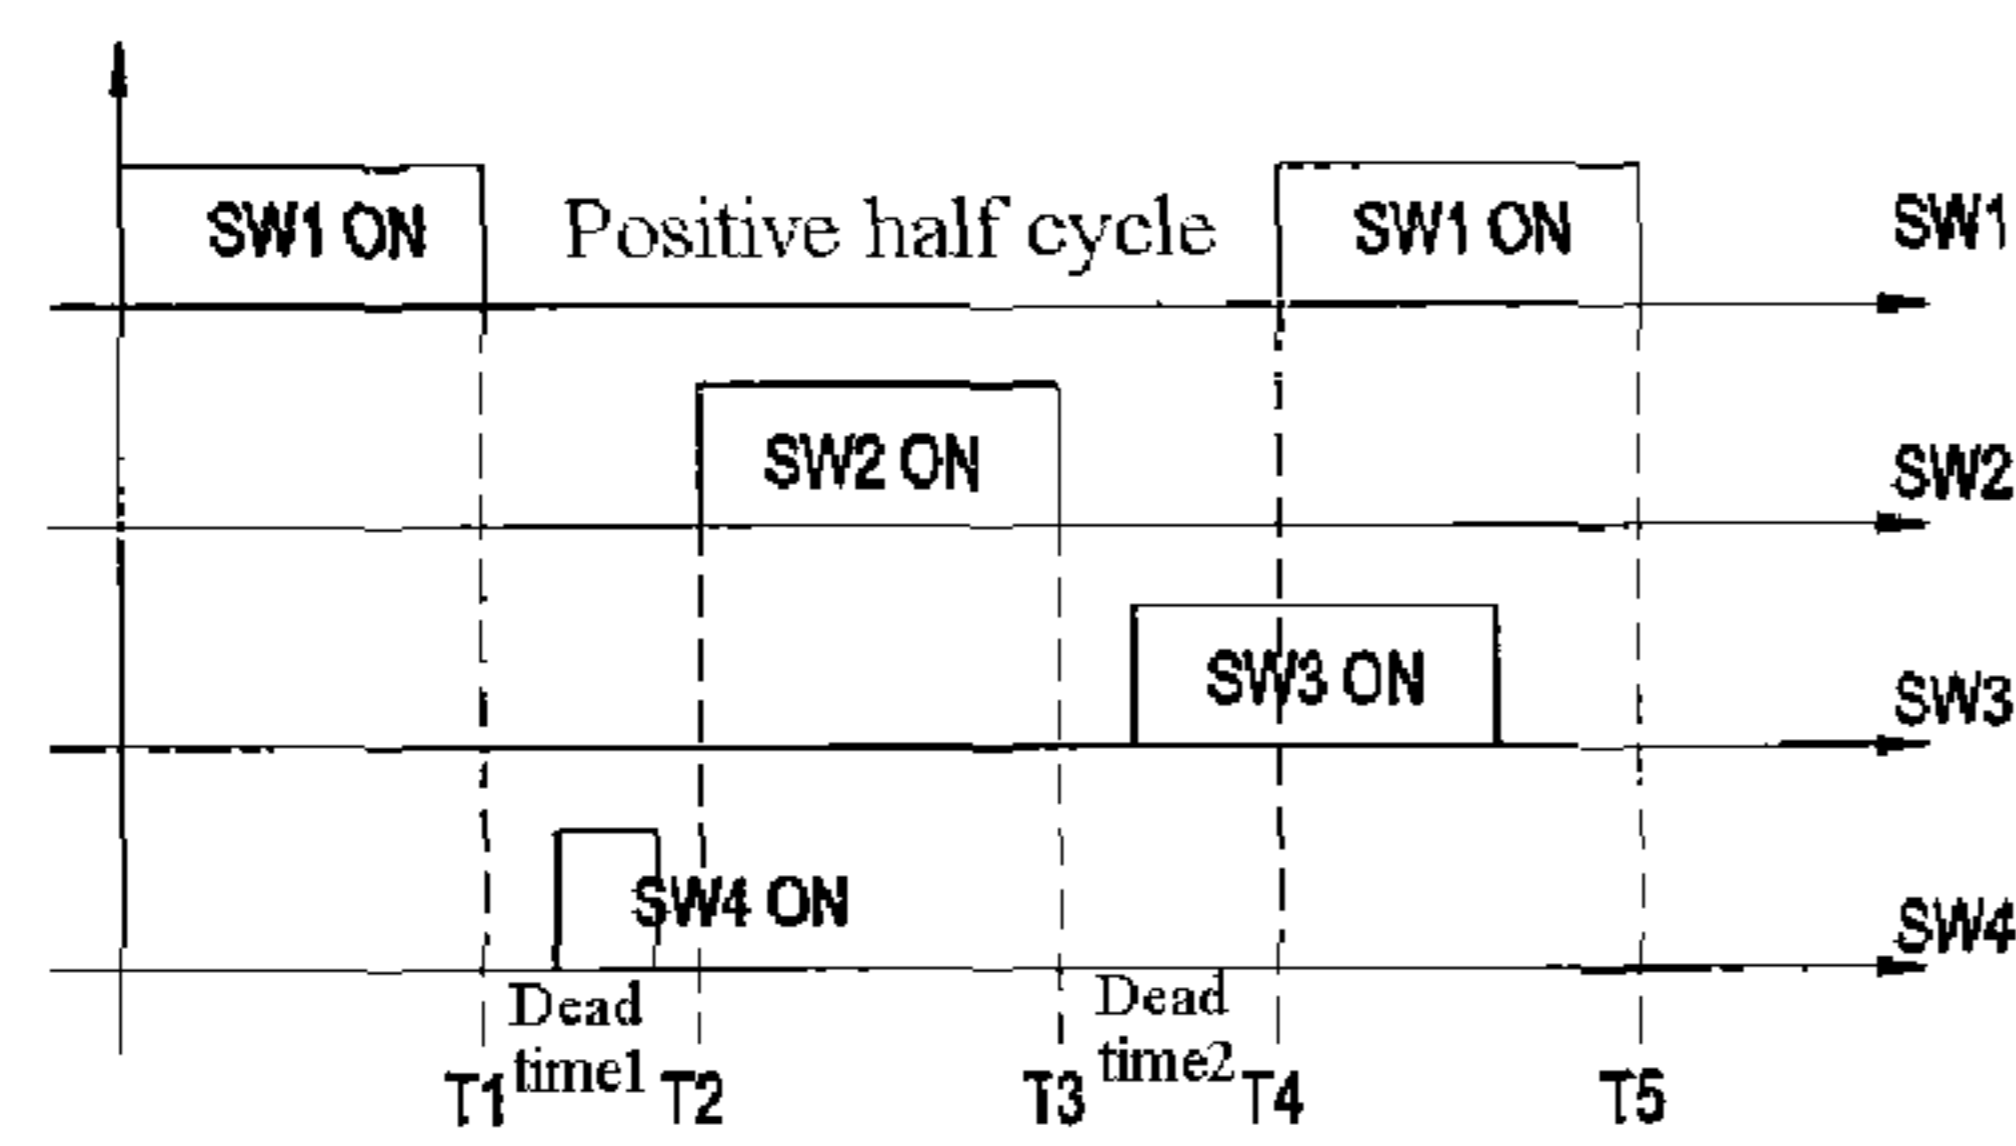 SW1 ON Positive half cycle SW1 ON SW1
SW2 ON SW2
SW3 ON SW3
SW4 ON SW4
Dead time1 Dead time2
T1 T2 T3 T4 T5